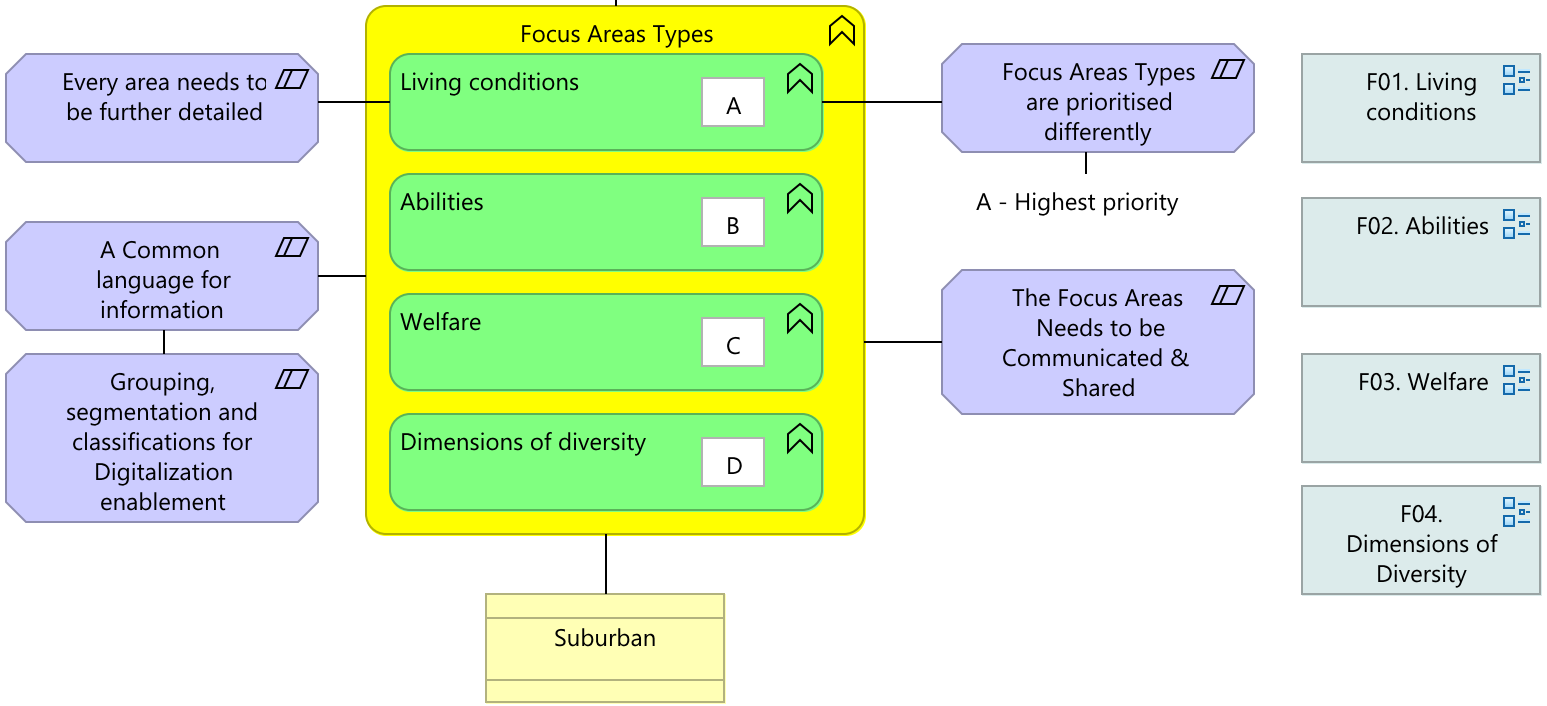 Focus Areas Types
Every area needs to
be further detailed
Living conditions
A
Focus Areas Types
are prioritised
differently
A - Highest priority
F01. Living
conditions
Abilities
B
F02. Abilities
A Common
language for
information
Welfare
C
The Focus Areas
Needs to be
Communicated &
Shared
F03. Welfare
Grouping,
segmentation and
classifications for
Digitalization
enablement
Dimensions of diversity
D
F04.
Dimensions of
Diversity
Suburban